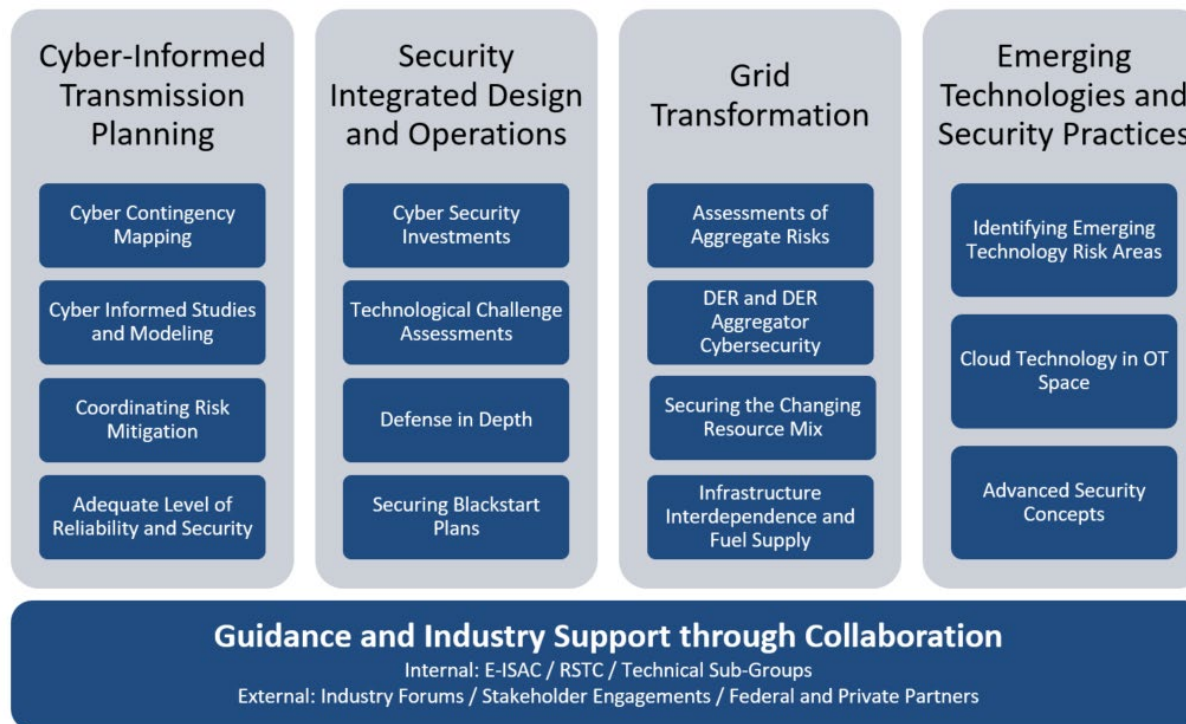 Cyber-Informed
Transmission
Planning
Cyber Contingency
Mapping
Cyber Informed Studies
and Modeling
Coordinating Risk
Mitigation
Adequate Level of
Reliability and Security
Security
Integrated Design
and Operations
Cyber Security
Investments
Technological Challenge
Assessments
Defense in Depth
Securing Blackstart
Plans
Grid
Transformation
Assessments of
Aggregate Risks
DER and DER
Aggregator
Cybersecurity
Securing the Changing
Resource Mix
Infrastructure
Interdependence and
Fuel Supply
Emerging
Technologies and
Security Practices
Identifying Emerging
Technology Risk Areas
Cloud Technology in OT
Space
Advanced Security
Concepts
Guidance and Industry Support through Collaboration
Internal: E-ISAC / RSTC / Technical Sub-Groups
External: Industry Forums / Stakeholder Engagements / Federal and Private Partners